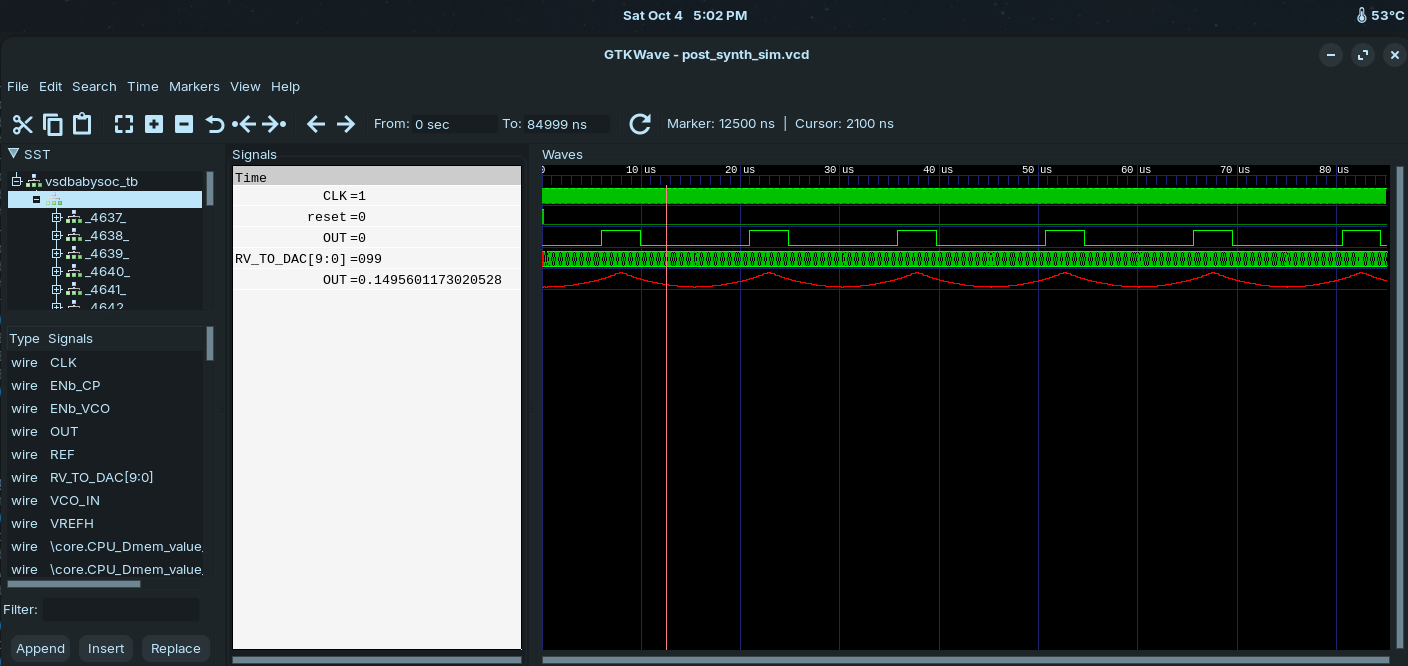 Sat Oct 4 5:02 PM
53°C
GTKWave - post_synth_sim.vcd
File Edit Search Time Markers View Help
From: 0 sec To: 84999 ns Marker: 12500 ns | Cursor: 2100 ns
SST
vsdbabysoc_tb
_4637_
_4638_
_4639_
_4640_
_4641_
_4642_
Type Signals
wire CLK
wire ENb_CP
wire ENb_VCO
wire OUT
wire REF
wire RV_TO_DAC[9:0]
wire VCO_IN
wire VREFH
wire \core.CPU_Dmem_value_
wire \core.CPU_Dmem_value_
Filter:
Append Insert Replace
Signals
Time
CLK=1
reset=0
OUT=0
RV_TO_DAC[9:0]=099
OUT=0.1495601173020528
Waves
0 10 us 20 us 30 us 40 us 50 us 60 us 70 us 80 us